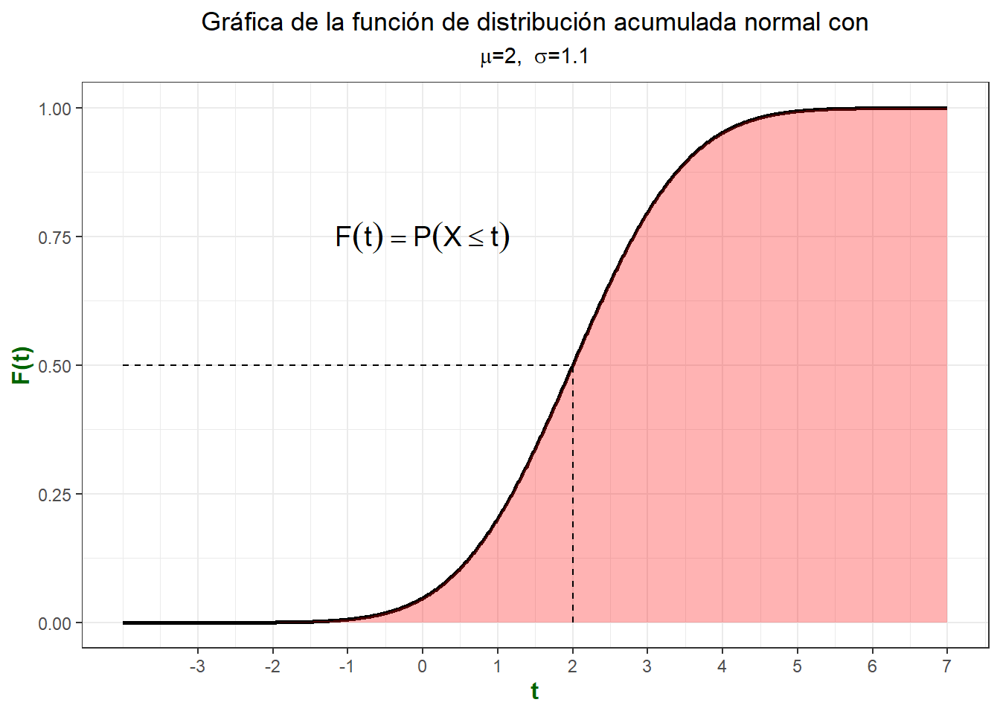 Gráfica de la función de distribución acumulada normal con
μ=2, σ=1.1
1.00
F(t) = P(X ≤ t)
0.75
F(t)
0.50
0.25
0.00
-3 -2 -1 0 1 2 3 4 5 6 7
t